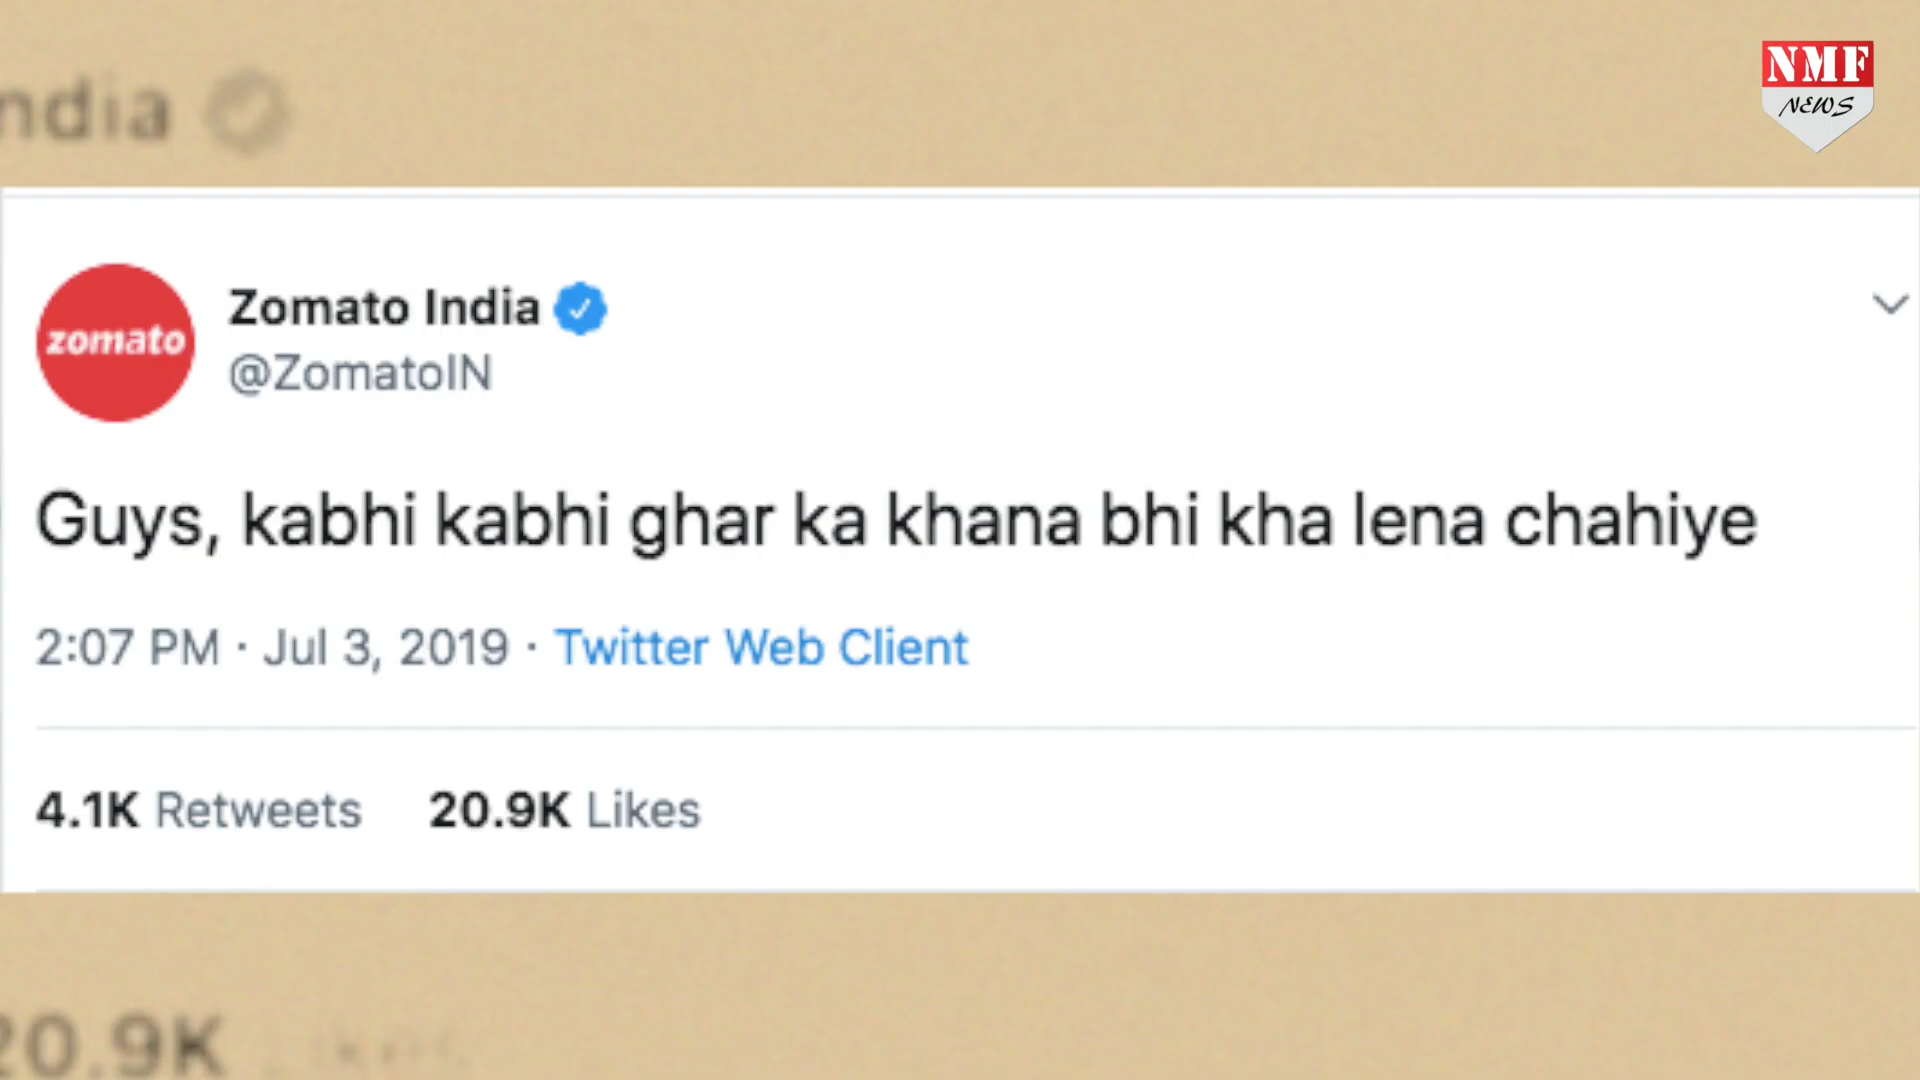 ndia
NMF
NEWS
zomato
Zomato India
@ZomatoIN
Guys, kabhi kabhi ghar ka khana bhi kha lena chahiye
2:07 PM · Jul 3, 2019 · Twitter Web Client
4.1K Retweets 20.9K Likes
20.9K Likes